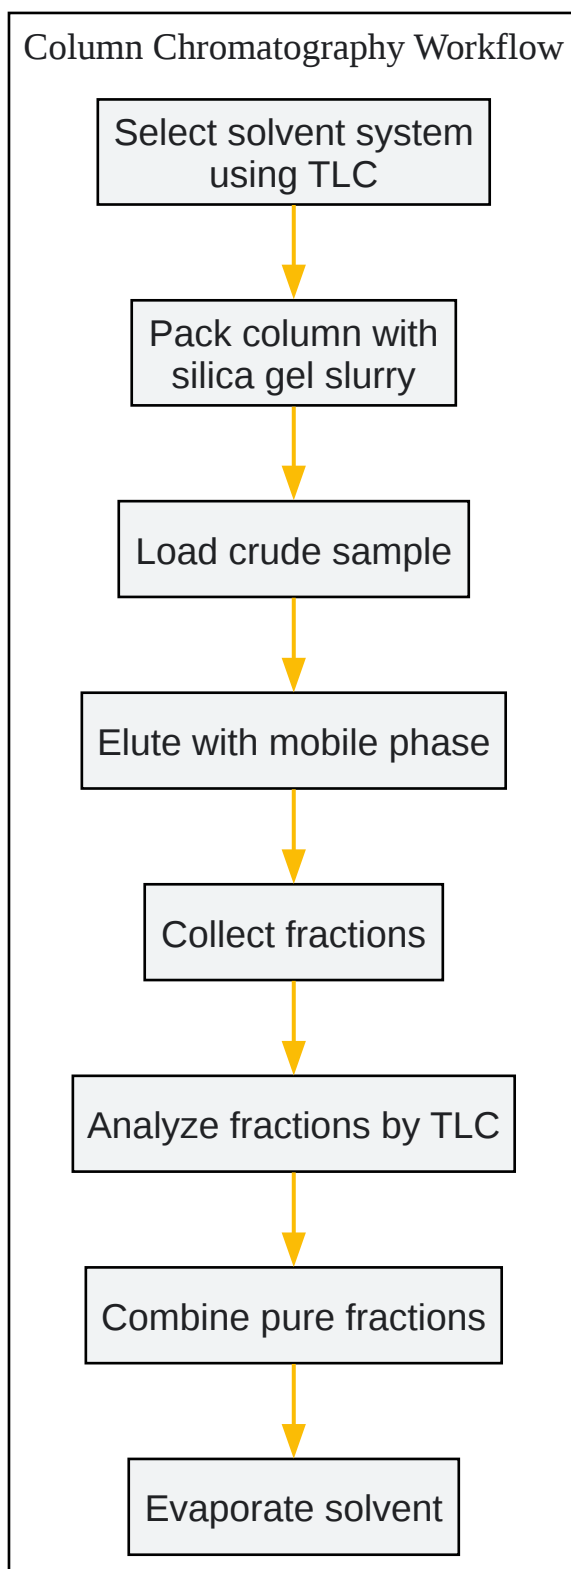 Column Chromatography Workflow
Select solvent system
using TLC
Pack column with
silica gel slurry
Load crude sample
Elute with mobile phase
Collect fractions
Analyze fractions by TLC
Combine pure fractions
Evaporate solvent